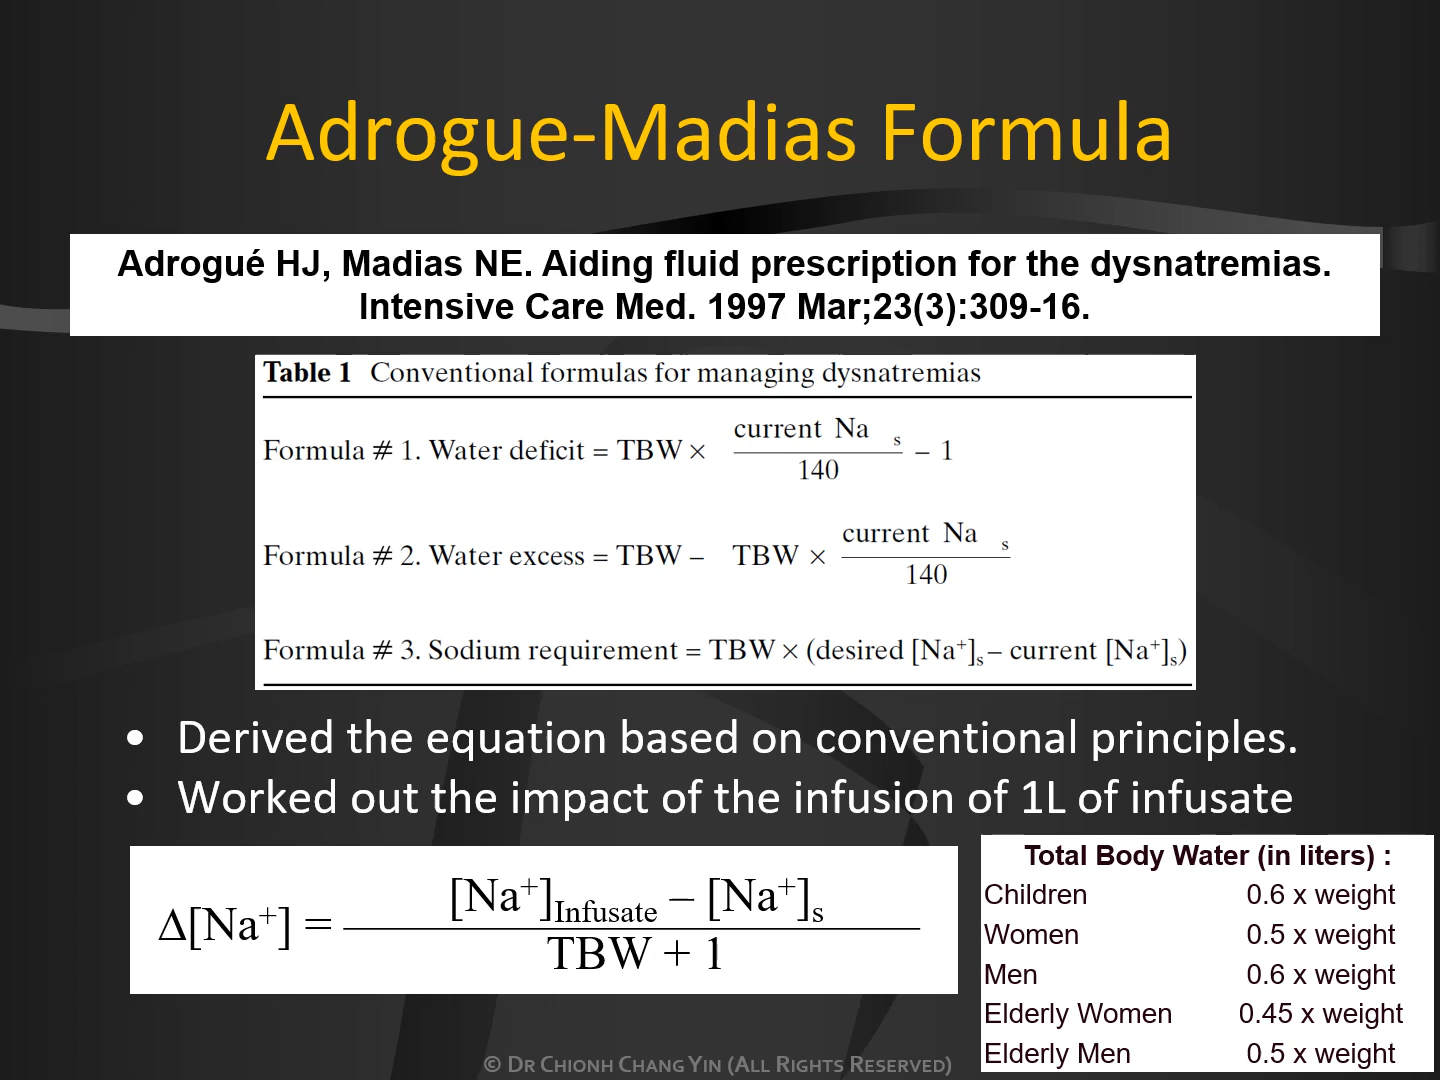 Adrogue-Madias Formula
Adrogué HJ, Madias NE. Aiding fluid prescription for the dysnatremias.
Intensive Care Med. 1997 Mar;23(3):309-16.
Table 1 Conventional formulas for managing dysnatremias
current Na s
Formula # 1. Water deficit = TBW × – 1
140
current Na s
Formula # 2. Water excess = TBW – TBW ×
140
Formula # 3. Sodium requirement = TBW × (desired [Na⁺]s – current [Na⁺]s)
• Derived the equation based on conventional principles.
• Worked out the impact of the infusion of 1L of infusate
[Na⁺]Infusate – [Na⁺]s
Δ[Na⁺] =
TBW + 1
Total Body Water (in liters) :
Children 0.6 x weight
Women 0.5 x weight
Men 0.6 x weight
Elderly Women 0.45 x weight
Elderly Men 0.5 x weight
© DR CHIONH CHANG YIN (ALL RIGHTS RESERVED)